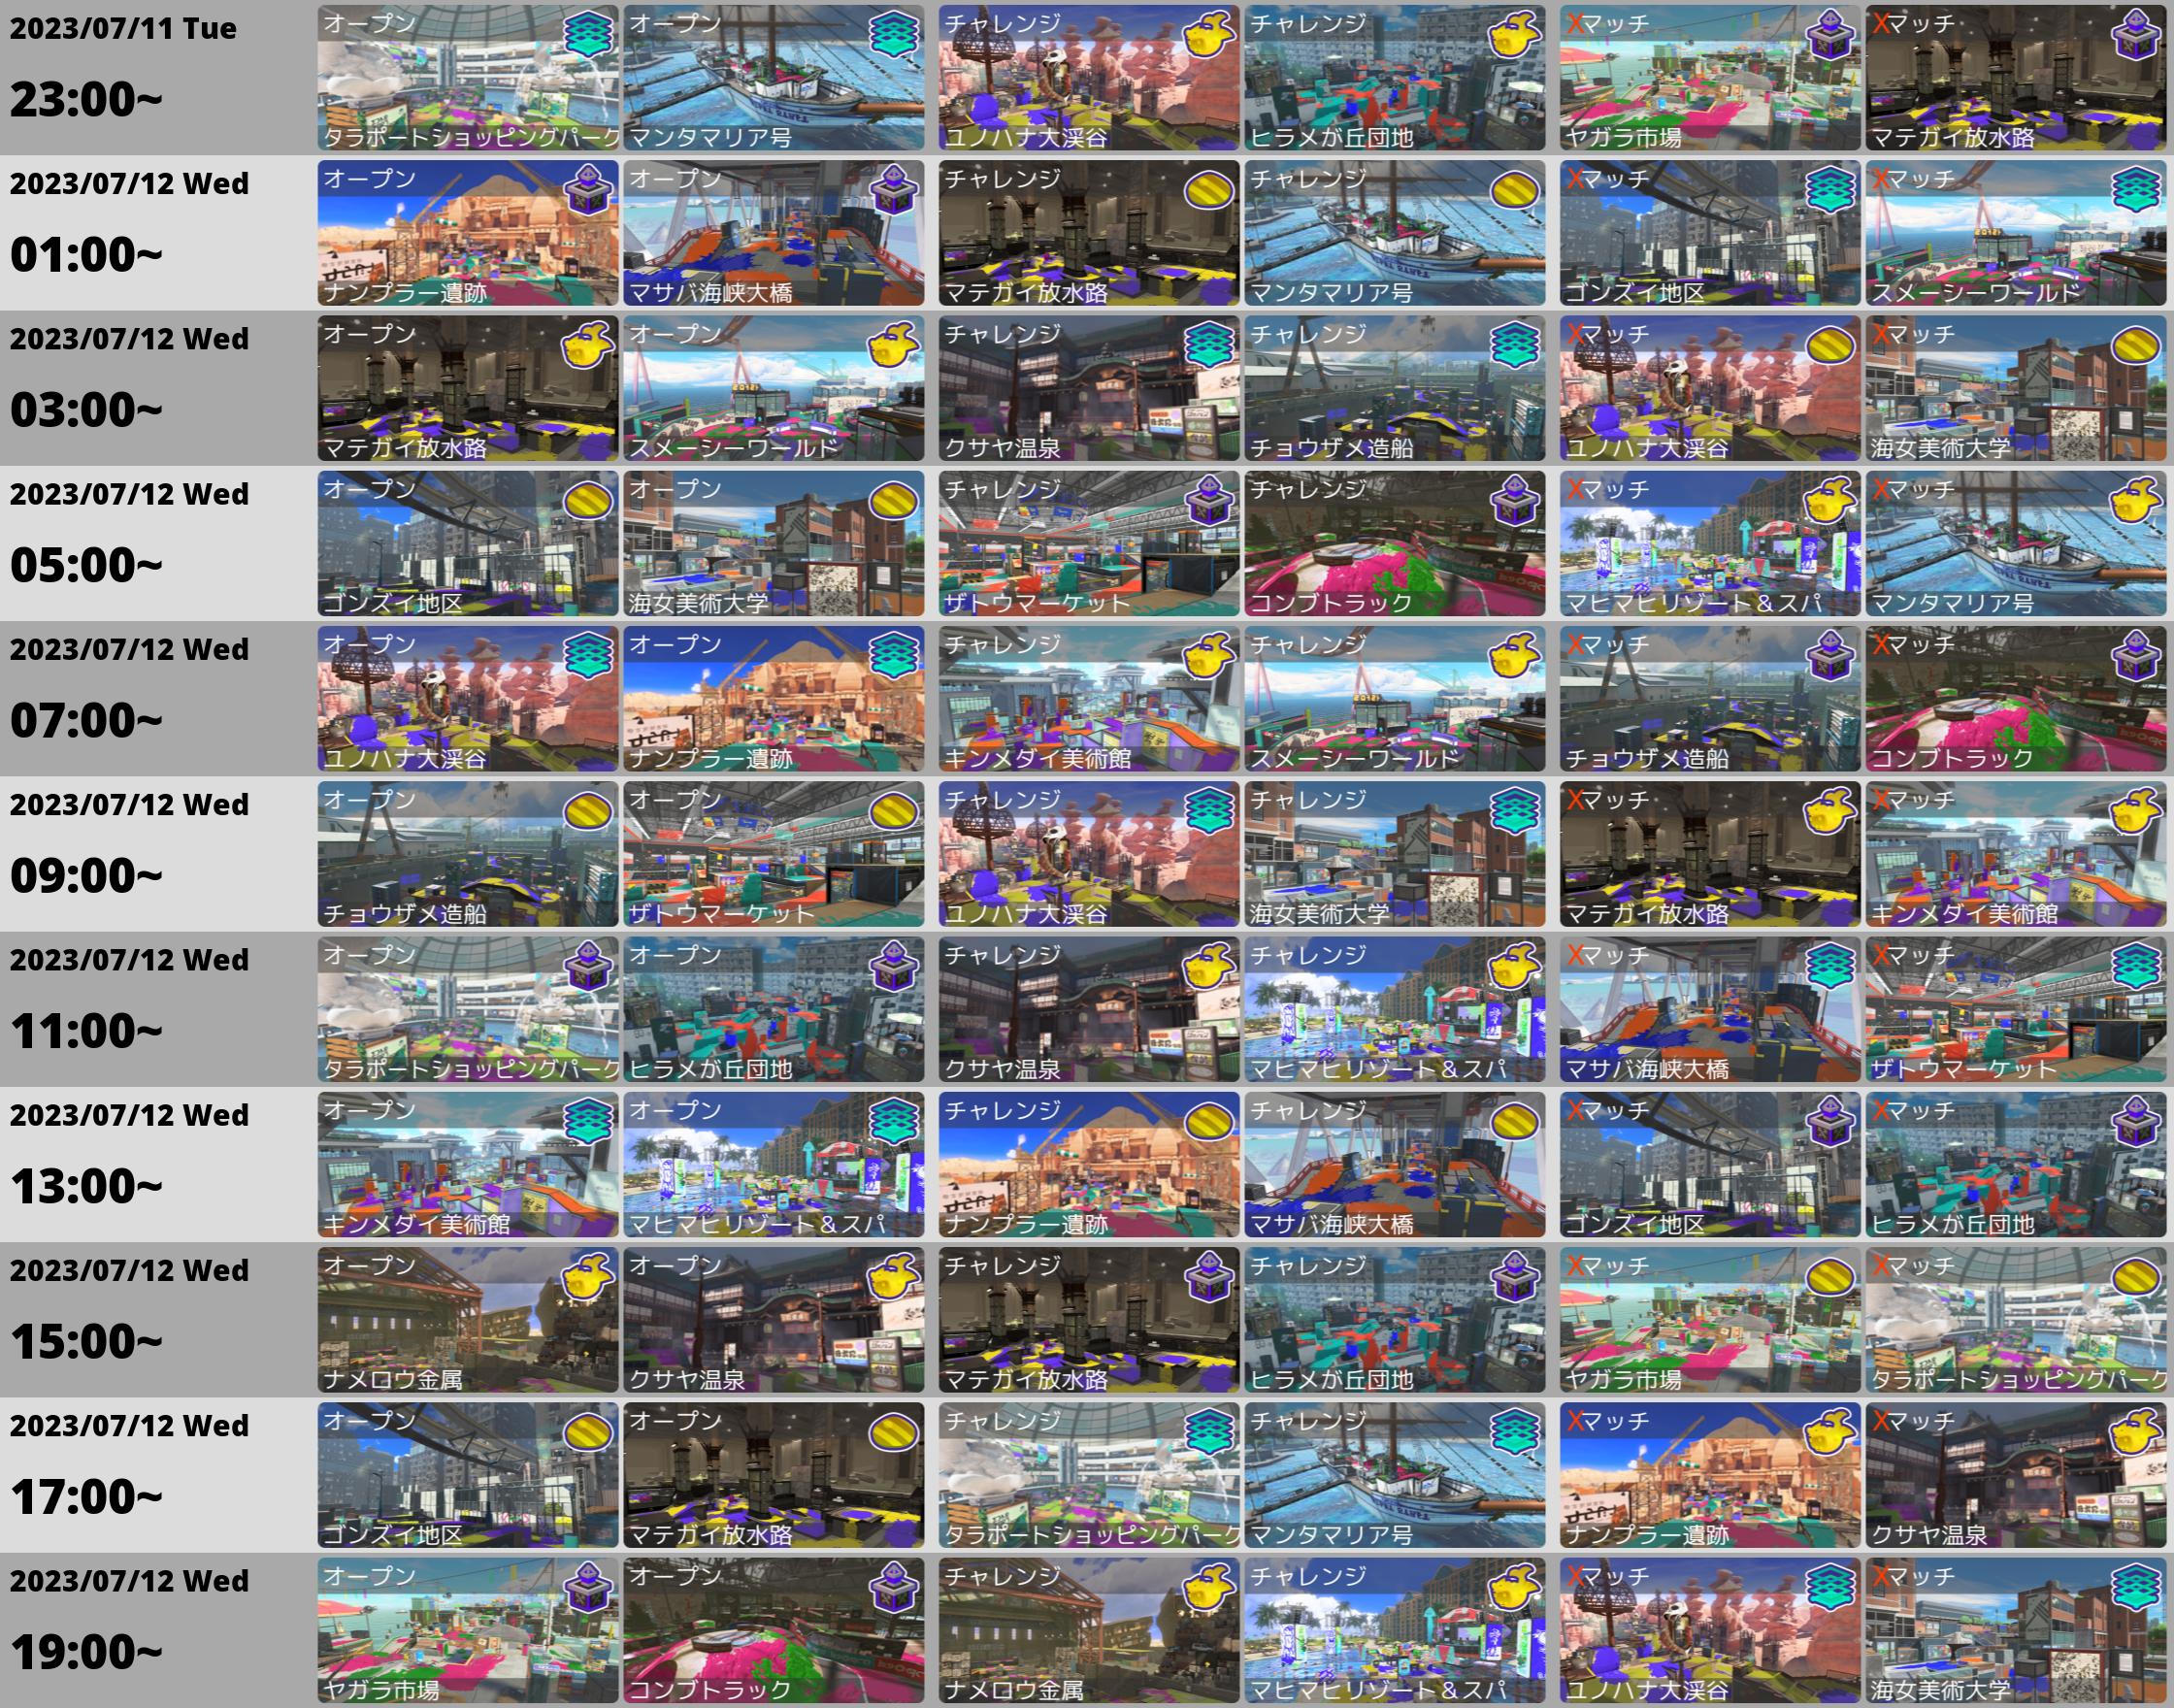 2023/07/11 Tue
23:00~
オープン オープン チャレンジ チャレンジ Xマッチ Xマッチ
タラポートショッピングパーク マンタマリア号 ユノハナ大渓谷 ヒラメが丘団地 ヤガラ市場 マテガイ放水路
2023/07/12 Wed
01:00~
オープン オープン チャレンジ チャレンジ Xマッチ Xマッチ
ナンプラー遺跡 マサバ海峡大橋 マテガイ放水路 マンタマリア号 ゴンズイ地区 スメーシーワールド
2023/07/12 Wed
03:00~
オープン オープン チャレンジ チャレンジ Xマッチ Xマッチ
マテガイ放水路 スメーシーワールド クサヤ温泉 チョウザメ造船 ユノハナ大渓谷 海女美術大学
2023/07/12 Wed
05:00~
オープン オープン チャレンジ チャレンジ Xマッチ Xマッチ
ゴンズイ地区 海女美術大学 ザトウマーケット コンブトラック マヒマヒリゾート＆スパ マンタマリア号
2023/07/12 Wed
07:00~
オープン オープン チャレンジ チャレンジ Xマッチ Xマッチ
ユノハナ大渓谷 ナンプラー遺跡 キンメダイ美術館 スメーシーワールド チョウザメ造船 コンブトラック
2023/07/12 Wed
09:00~
オープン オープン チャレンジ チャレンジ Xマッチ Xマッチ
チョウザメ造船 ザトウマーケット ユノハナ大渓谷 海女美術大学 マテガイ放水路 キンメダイ美術館
2023/07/12 Wed
11:00~
オープン オープン チャレンジ チャレンジ Xマッチ Xマッチ
タラポートショッピングパーク ヒラメが丘団地 クサヤ温泉 マヒマヒリゾート＆スパ マサバ海峡大橋 ザトウマーケット
2023/07/12 Wed
13:00~
オープン オープン チャレンジ チャレンジ Xマッチ Xマッチ
キンメダイ美術館 マヒマヒリゾート＆スパ ナンプラー遺跡 マサバ海峡大橋 ゴンズイ地区 ヒラメが丘団地
2023/07/12 Wed
15:00~
オープン オープン チャレンジ チャレンジ Xマッチ Xマッチ
ナメロウ金属 クサヤ温泉 マテガイ放水路 ヒラメが丘団地 ヤガラ市場 タラポートショッピングパーク
2023/07/12 Wed
17:00~
オープン オープン チャレンジ チャレンジ Xマッチ Xマッチ
ゴンズイ地区 マテガイ放水路 タラポートショッピングパーク マンタマリア号 ナンプラー遺跡 クサヤ温泉
2023/07/12 Wed
19:00~
オープン オープン チャレンジ チャレンジ Xマッチ Xマッチ
ヤガラ市場 コンブトラック ナメロウ金属 マヒマヒリゾート＆スパ ユノハナ大渓谷 海女美術大学